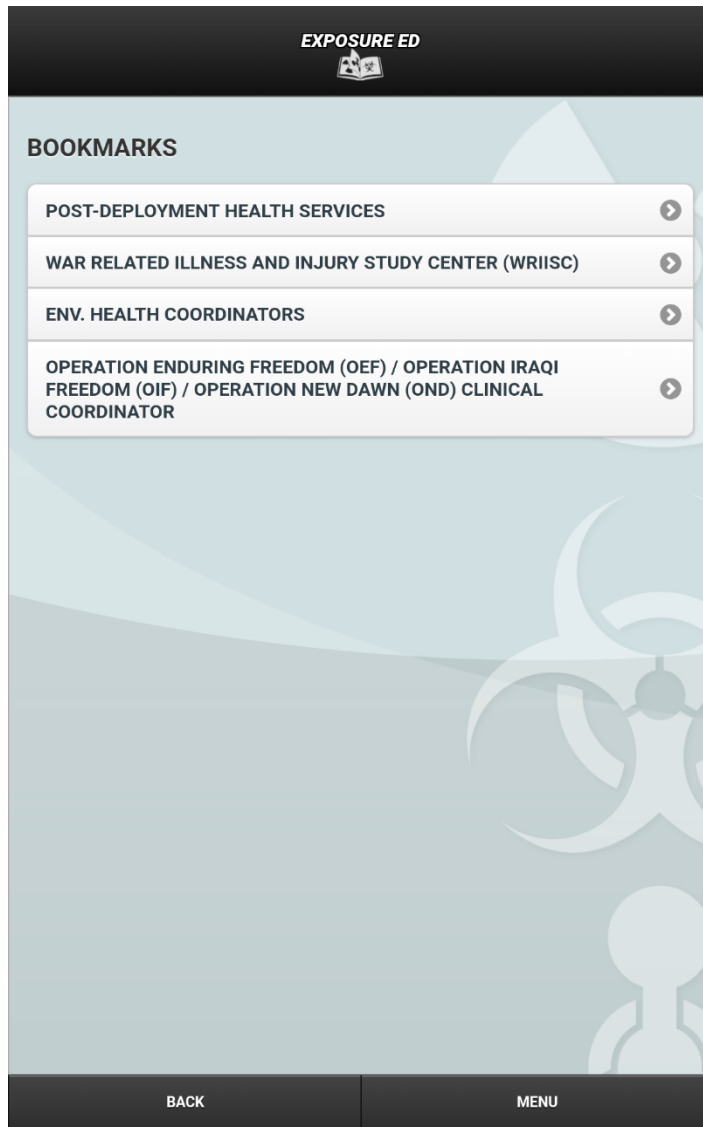 EXPOSURE ED
BOOKMARKS
POST-DEPLOYMENT HEALTH SERVICES
WAR RELATED ILLNESS AND INJURY STUDY CENTER (WRIISC)
ENV. HEALTH COORDINATORS
OPERATION ENDURING FREEDOM (OEF) / OPERATION IRAQI
FREEDOM (OIF) / OPERATION NEW DAWN (OND) CLINICAL
COORDINATOR
BACK
MENU